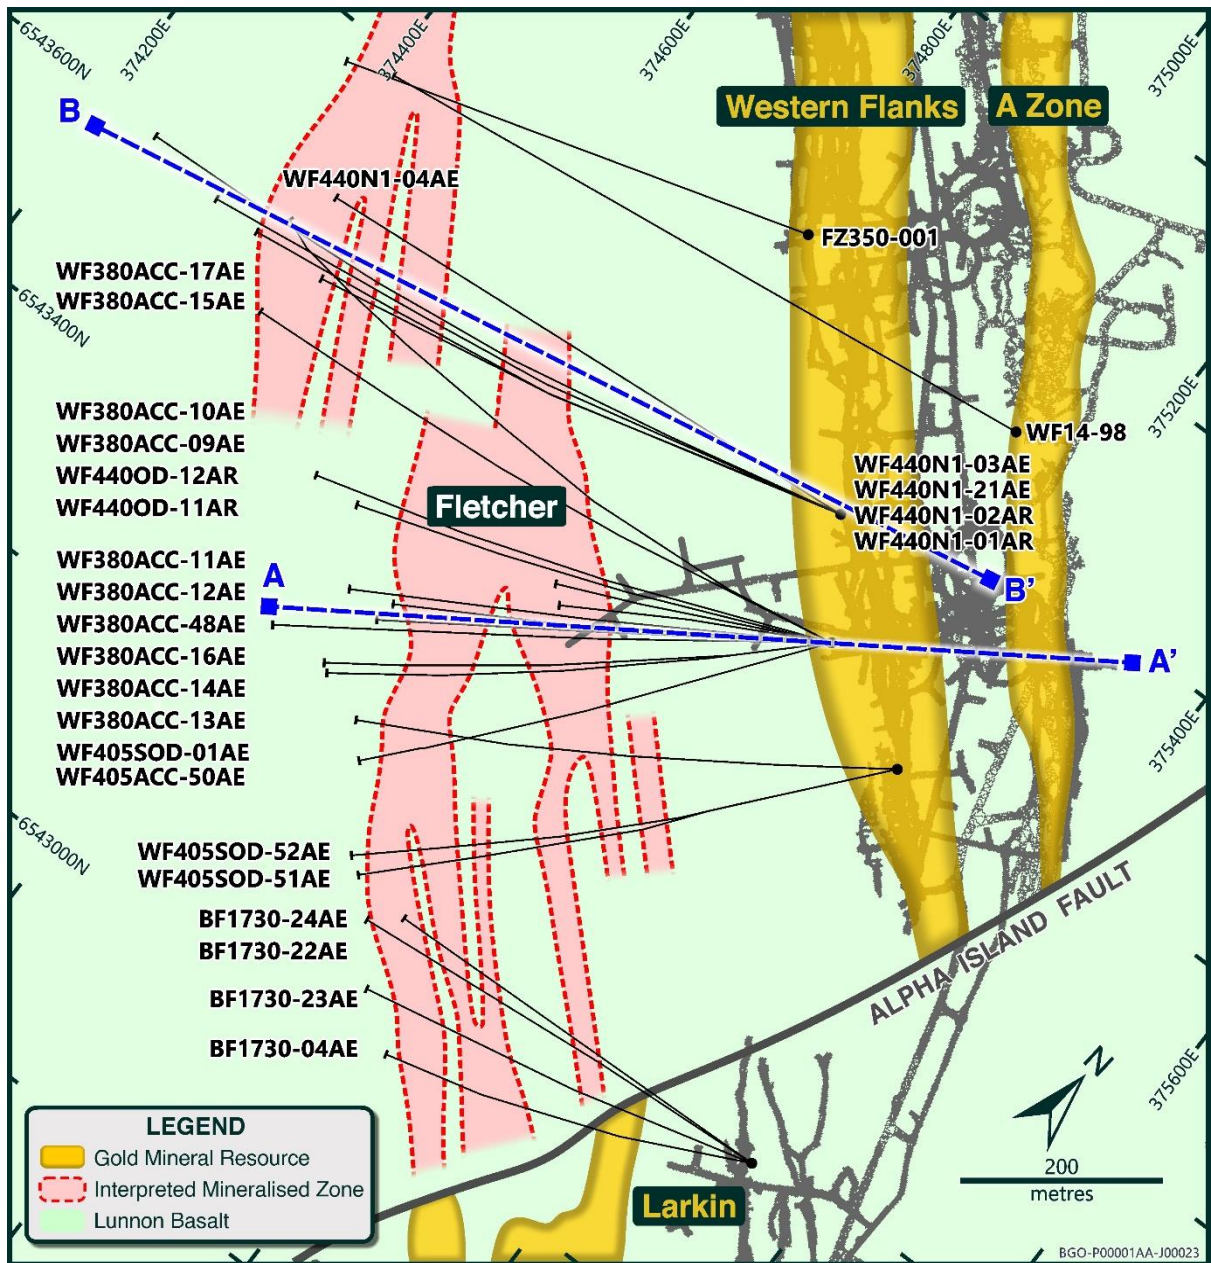 6543600N
374200E
374400E
374600E
374800E
375000E
B
Western Flanks
A Zone
WF440N1-04AE
FZ350-001
WF380ACC-17AE
WF380ACC-15AE
6543400N
375200E
WF380ACC-10AE
WF380ACC-09AE
WF440OD-12AR
WF440OD-11AR
WF14-98
WF440N1-03AE
WF440N1-21AE
WF440N1-02AR
WF440N1-01AR
Fletcher
WF380ACC-11AE
WF380ACC-12AE
WF380ACC-48AE
WF380ACC-16AE
WF380ACC-14AE
WF380ACC-13AE
WF405SOD-01AE
WF405ACC-50AE
A
B'
A'
375400E
6543000N
WF405SOD-52AE
WF405SOD-51AE
BF1730-24AE
BF1730-22AE
BF1730-23AE
BF1730-04AE
ALPHA ISLAND FAULT
375600E
N
200
metres
LEGEND
Gold Mineral Resource
Interpreted Mineralised Zone
Lunnon Basalt
Larkin
BGO-P00001AA-J00023